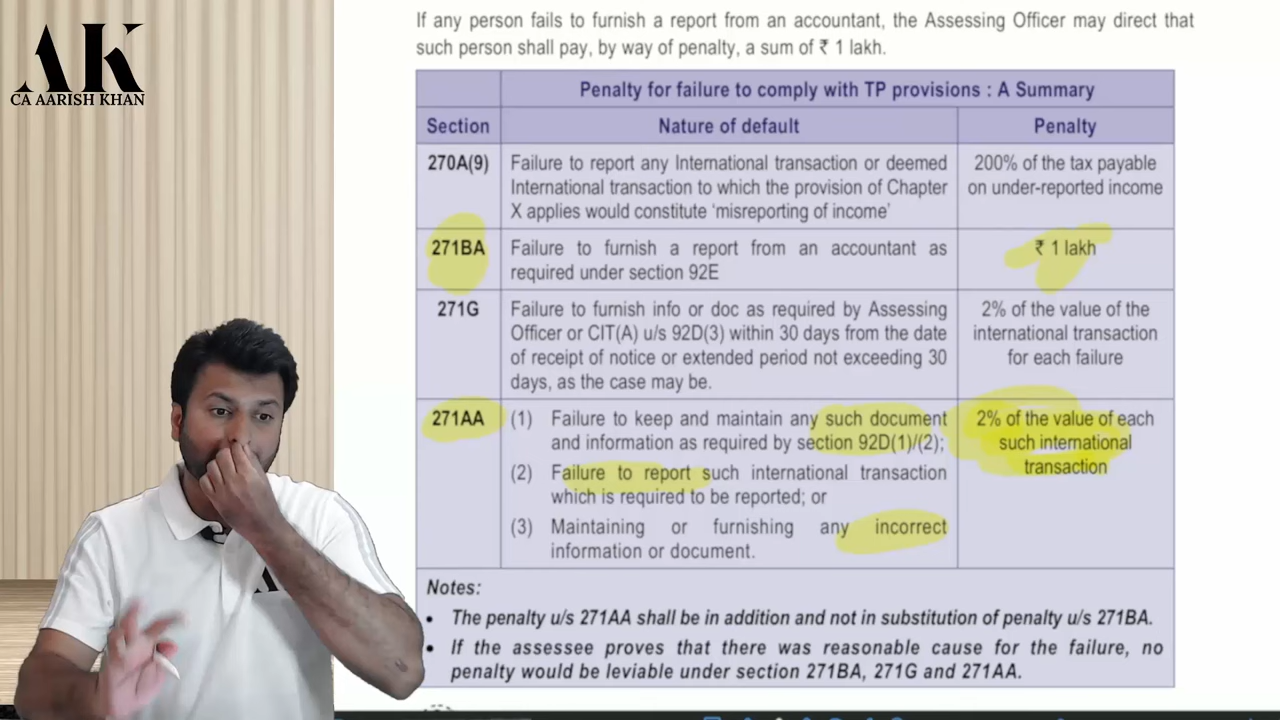 AK
CA AARISH KHAN
If any person fails to furnish a report from an accountant, the Assessing Officer may direct that
such person shall pay, by way of penalty, a sum of ₹ 1 lakh.
Penalty for failure to comply with TP provisions : A Summary
Section Nature of default Penalty
270A(9) Failure to report any International transaction or deemed
International transaction to which the provision of Chapter
X applies would constitute 'misreporting of income'
200% of the tax payable
on under-reported income
271BA Failure to furnish a report from an accountant as
required under section 92E
₹ 1 lakh
271G Failure to furnish info or doc as required by Assessing
Officer or CIT(A) u/s 92D(3) within 30 days from the date
of receipt of notice or extended period not exceeding 30
days, as the case may be.
2% of the value of the
international transaction
for each failure
271AA (1) Failure to keep and maintain any such document
and information as required by section 92D(1)/(2);
(2) Failure to report such international transaction
which is required to be reported; or
(3) Maintaining or furnishing any incorrect
information or document.
2% of the value of each
such international
transaction
Notes:
• The penalty u/s 271AA shall be in addition and not in substitution of penalty u/s 271BA.
• If the assessee proves that there was reasonable cause for the failure, no
penalty would be leviable under section 271BA, 271G and 271AA.